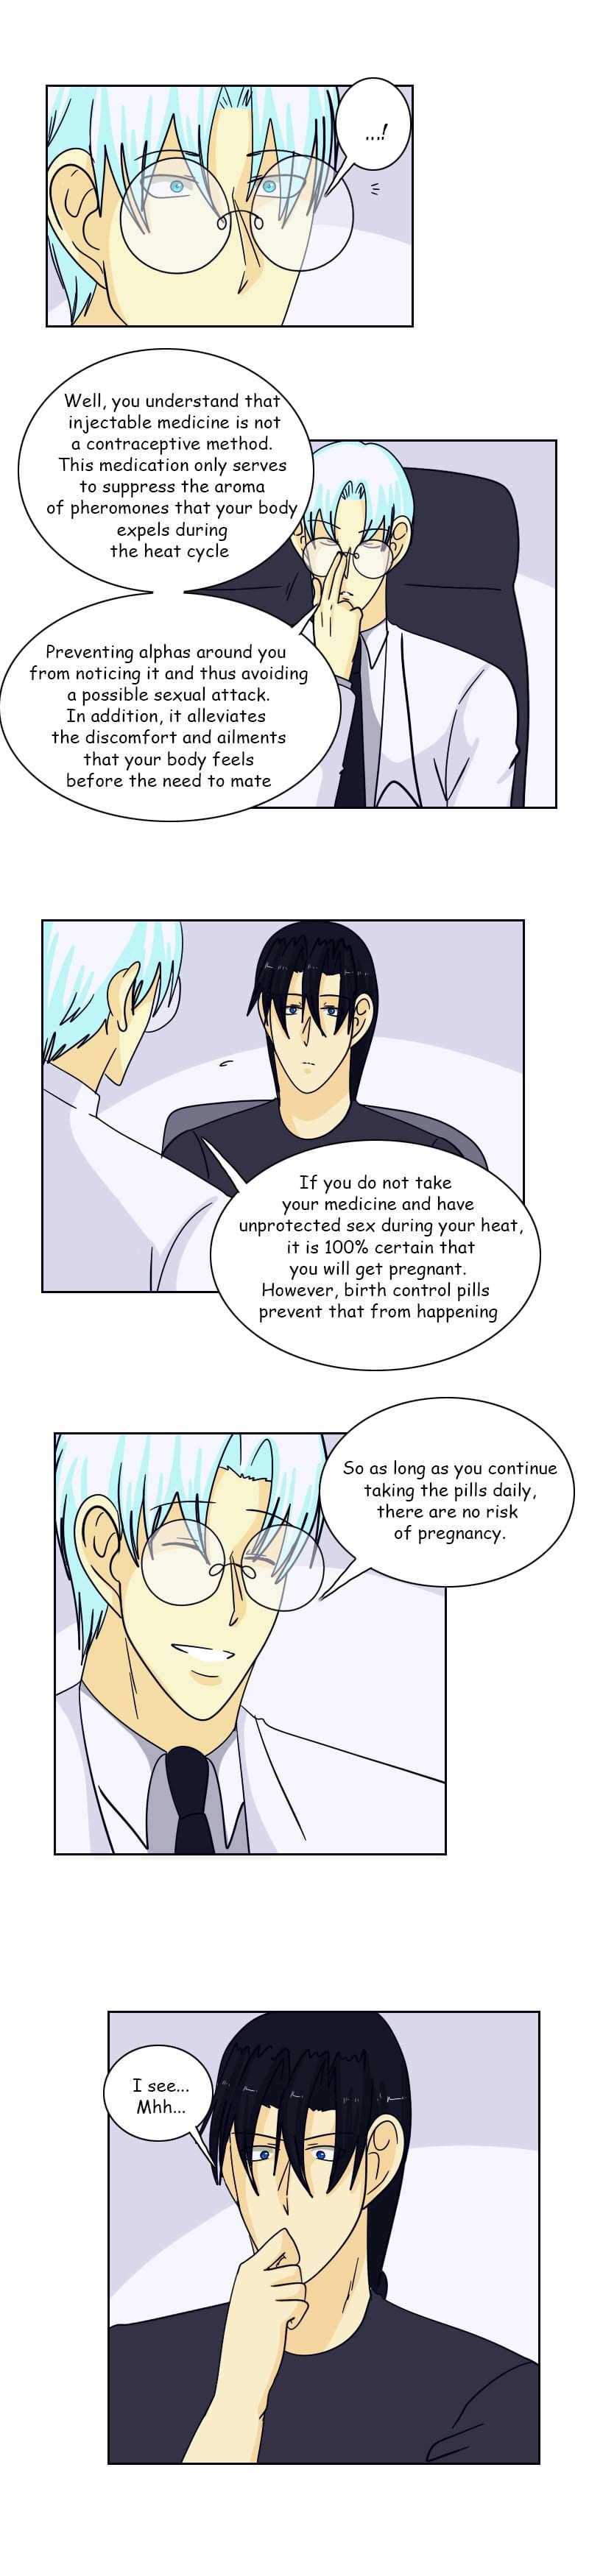 ...!
Well, you understand that
injectable medicine is not
a contraceptive method.
This medication only serves
to suppress the aroma
of pheromones that your body
expels during
the heat cycle
Preventing alphas around you
from noticing it and thus avoiding
a possible sexual attack.
In addition, it alleviates
the discomfort and ailments
that your body feels
before the need to mate
If you do not take
your medicine and have
unprotected sex during your heat,
it is 100% certain that
you will get pregnant.
However, birth control pills
prevent that from happening
So as long as you continue
taking the pills daily,
there are no risk
of pregnancy.
I see...
Mhh...